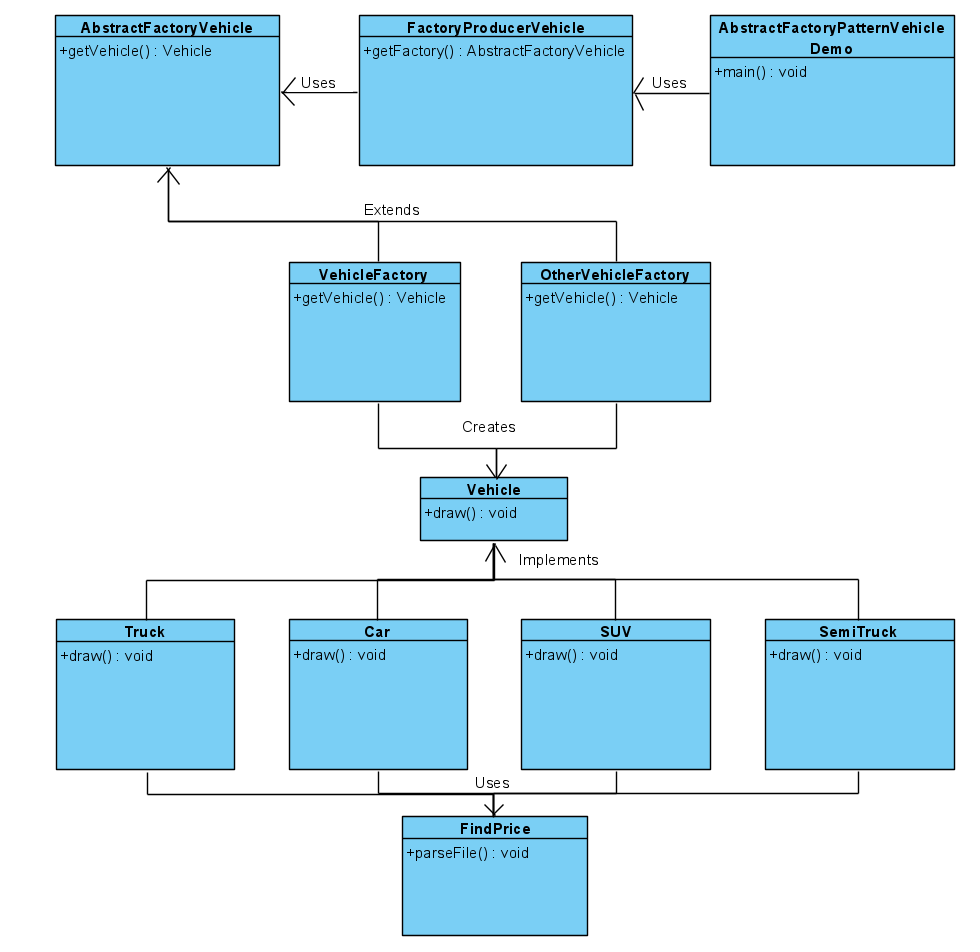 AbstractFactoryVehicle
+getVehicle() : Vehicle
FactoryProducerVehicle
+getFactory() : AbstractFactoryVehicle
AbstractFactoryPatternVehicle
Demo
+main() : void
Uses
Uses
Extends
VehicleFactory
+getVehicle() : Vehicle
OtherVehicleFactory
+getVehicle() : Vehicle
Creates
Vehicle
+draw() : void
Implements
Truck
+draw() : void
Car
+draw() : void
SUV
+draw() : void
SemiTruck
+draw() : void
Uses
FindPrice
+parseFile() : void